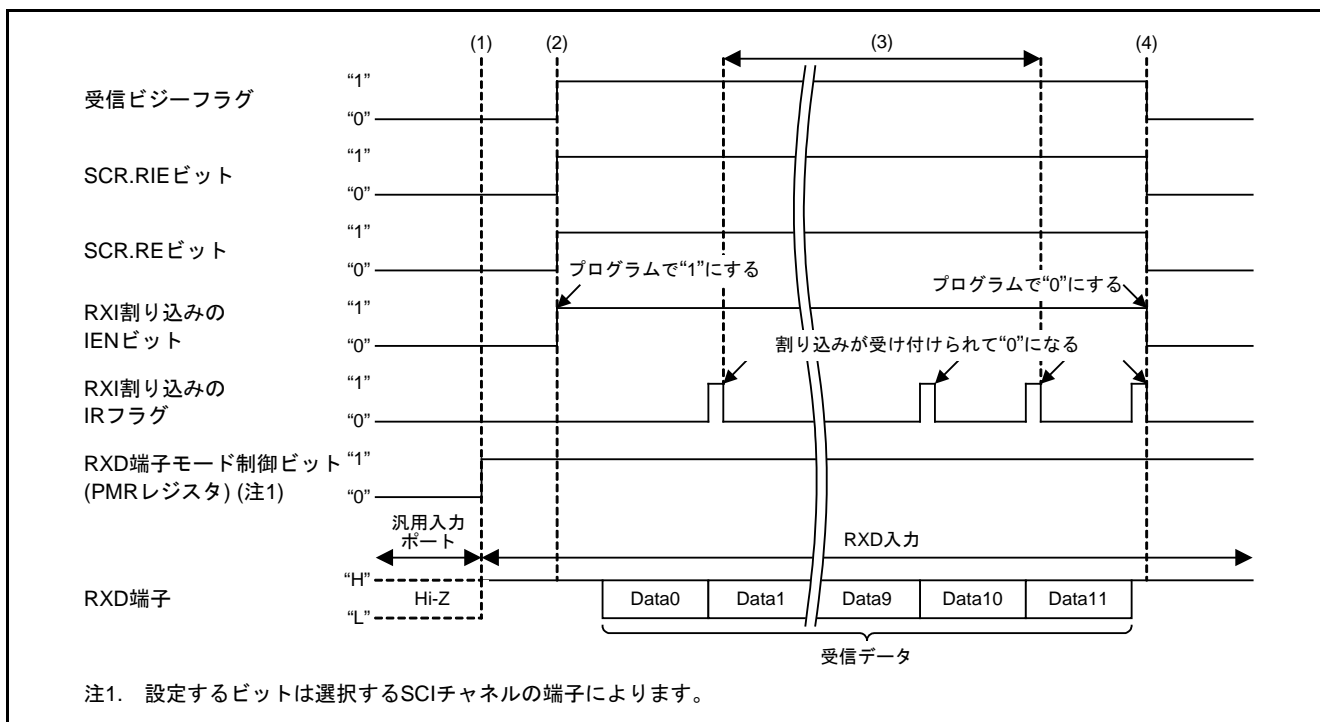 (1) (2) (3) (4)
受信ビジーフラグ
“1”
“0”
SCR.RIEビット
“1”
“0”
SCR.REビット
“1”
“0”
プログラムで“1”にする
プログラムで“0”にする
RXI割り込みの
IENビット
“1”
“0”
割り込みが受け付けられて“0”になる
RXI割り込みの
IRフラグ
“1”
“0”
RXD端子モード制御ビット
(PMRレジスタ) (注1)
“1”
“0”
汎用入力
ポート
RXD入力
RXD端子
“H”
“L”
Hi-Z
Data0 Data1 Data9 Data10 Data11
受信データ
注1. 設定するビットは選択するSCIチャネルの端子によります。